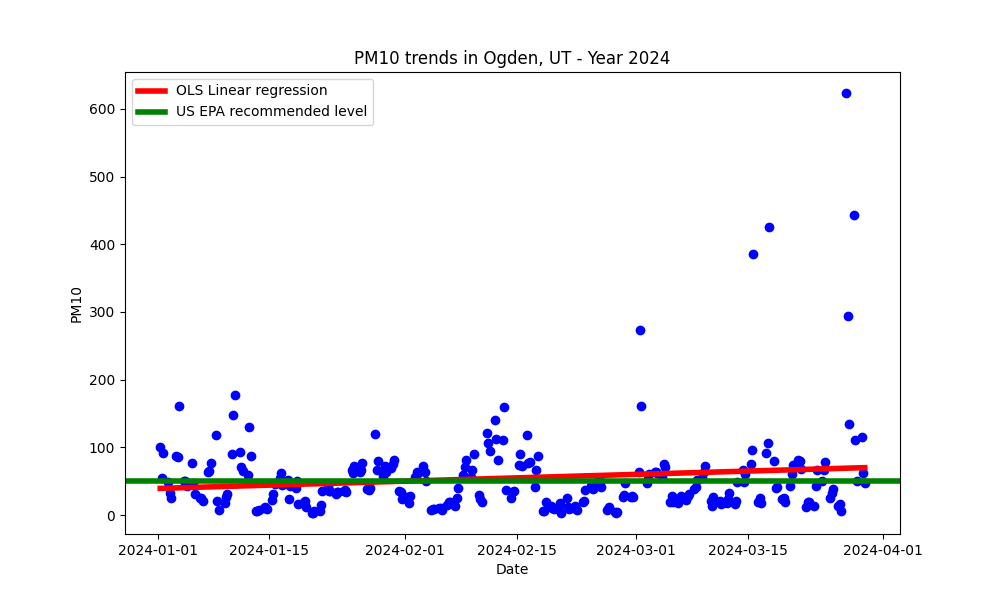 PM10 trends in Ogden, UT - Year 2024
OLS Linear regression
US EPA recommended level
600
500
400
300
200
100
0
PM10
2024-01-01
2024-01-15
2024-02-01
2024-02-15
2024-03-01
2024-03-15
2024-04-01
Date